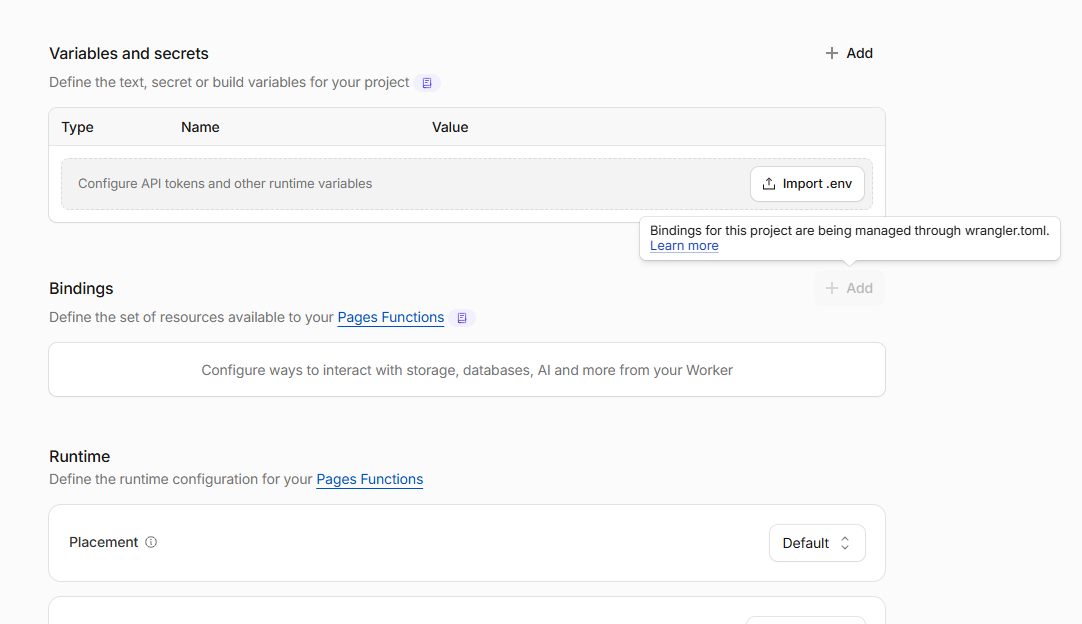 Variables and secrets
Add
Define the text, secret or build variables for your project
Type Name Value
Configure API tokens and other runtime variables
Import .env
Bindings for this project are being managed through wrangler.toml.
Learn more
Bindings
Add
Define the set of resources available to your Pages Functions
Configure ways to interact with storage, databases, AI and more from your Worker
Runtime
Define the runtime configuration for your Pages Functions
Placement
Default